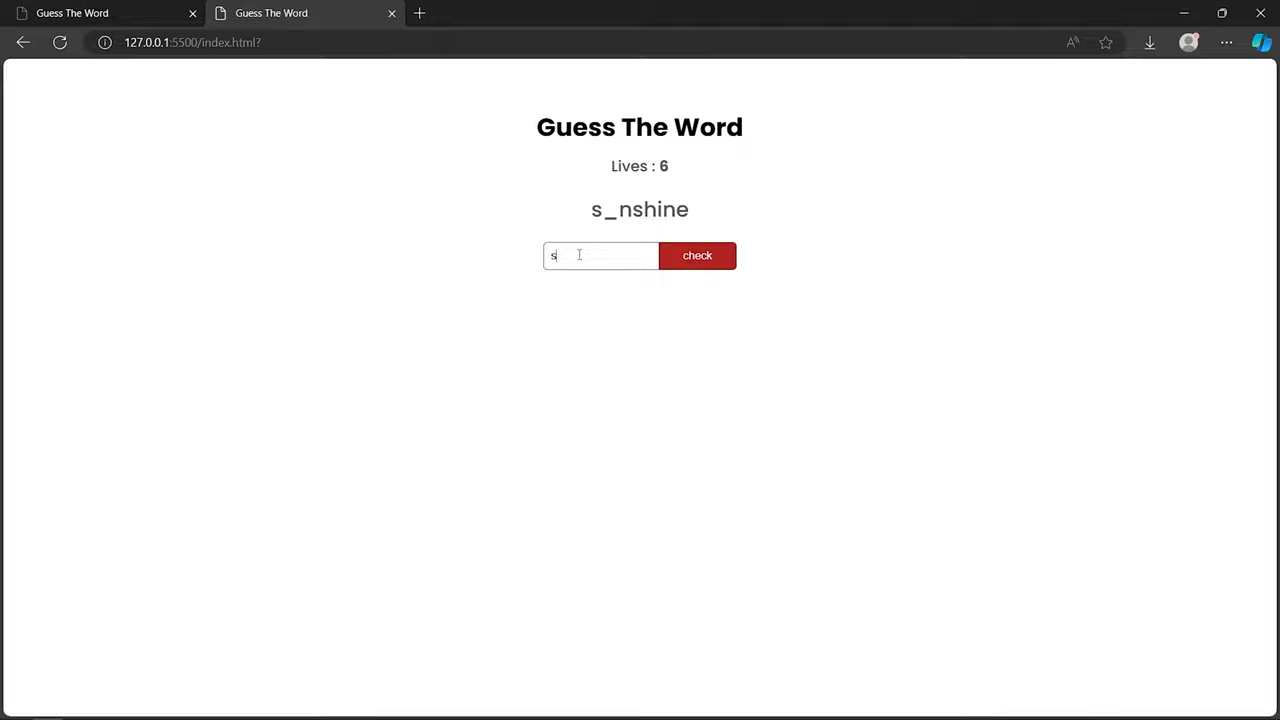 Guess The Word
Guess The Word
127.0.0.1:5500/index.html?
Guess The Word
Lives : 6
s_nshine
s
check